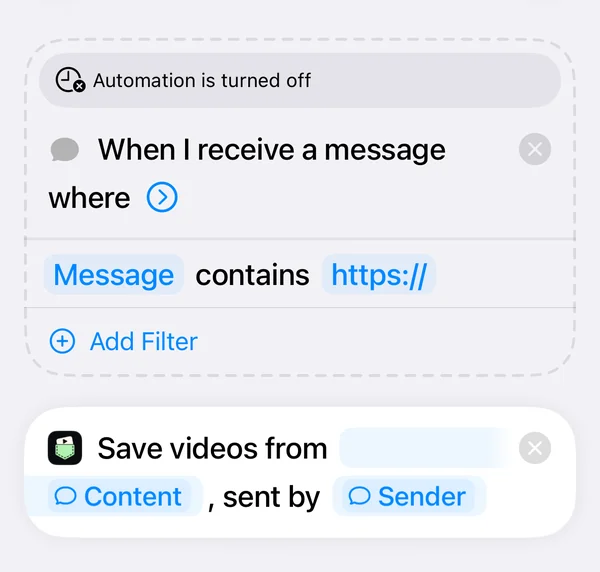 Automation is turned off
When I receive a message
where
Message contains https://
Add Filter
Save videos from
Content , sent by Sender